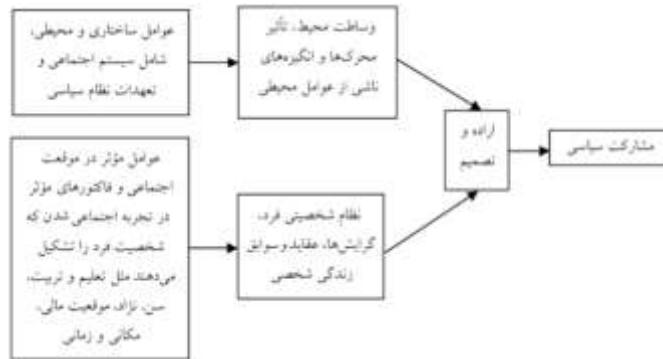 عوامل ساختاری و محیطی،
شامل سیستم اجتماعی و
تعهدات نظام سیاسی
وساطت محیط، تأثیر
محرک‌ها و انگیزه‌های
ناشی از عوامل محیطی
عوامل مؤثر در موقعت
اجتماعی و فاکتورهای مؤثر
در تجربه اجتماعی شدن که
شخصیت فرد را تشکیل
می‌دهند ملل تعلیم و تربیت،
سن، نژاد، موقعیت مالی،
مکانی و زمانی
نظام شخصیتی فرد،
گرایش‌ها، عقاید و سوابق
زندگی شخصی
اراده و
تصمیم
مشارکت سیاسی